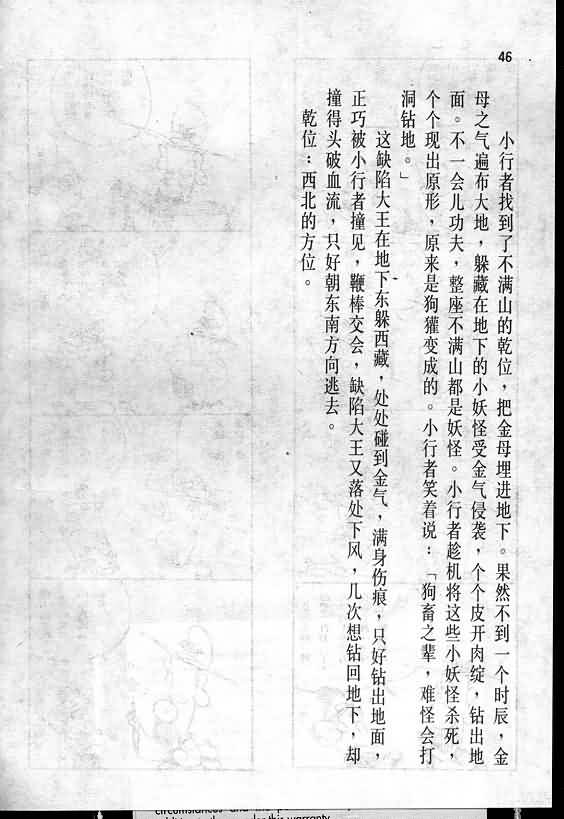 46
小行者找到了不满山的乾位，把金母埋进地下。果然不到一个时辰，金
母之气遍布大地，躲藏在地下的小妖怪受金气侵袭，个个皮开肉绽，钻出地
面。不一会儿功夫，整座不满山都是妖怪。小行者趁机将这些小妖怪杀死，
个个现出原形，原来是狗獾变成的。小行者笑着说：「狗畜之辈，难怪会打
洞钻地。」
这缺陷大王在地下东躲西藏，处处碰到金气，满身伤痕，只好钻出地面，
正巧被小行者撞见，鞭棒交会，缺陷大王又落处下风，几次想钻回地下，却
撞得头破血流，只好朝东南方向逃去。
乾位：西北的方位。
circumstances and the
this warranty